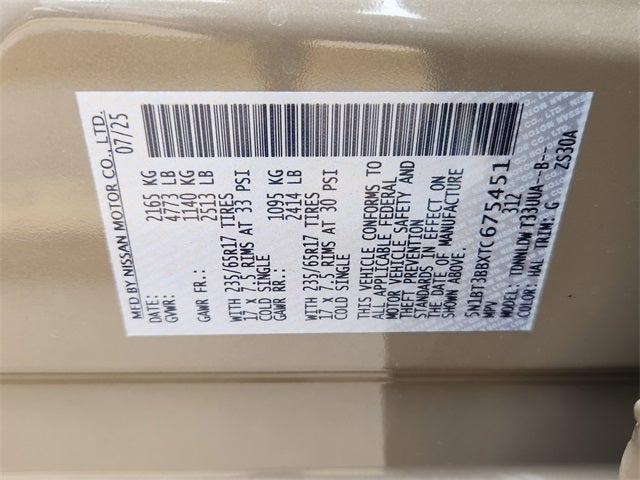 MFD BY NISSAN MOTOR CO., LTD.
DATE: 07/25
GVWR: 2165 KG
4773 LB
GAWR FR.: 1140 KG
2513 LB
WITH 235/65R17 TIRES
17 X 7.5 RIMS AT 33 PSI
COLD SINGLE
GAWR RR: 1095 KG
2414 LB
WITH 235/65R17 TIRES
17 X 7.5 RIMS AT 30 PSI
COLD SINGLE
THIS VEHICLE CONFORMS TO
ALL APPLICABLE FEDERAL
MOTOR VEHICLE SAFETY AND
THEFT PREVENTION
STANDARDS IN EFFECT ON
THE DATE OF MANUFACTURE
SHOWN ABOVE.
5N1BT3BBXTC675451
MPV 312
MODEL: T33UUA--B--
COLOR: HAL TRIM: G ZS30A